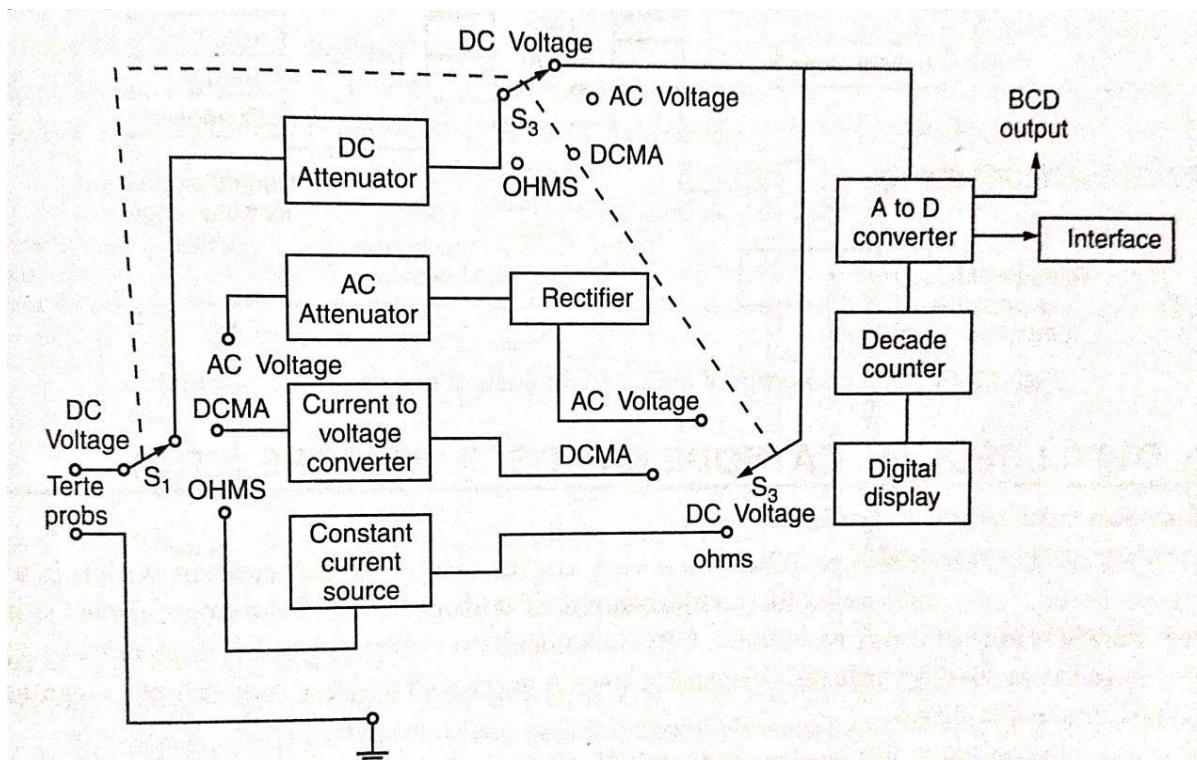 DC Voltage
S3
AC Voltage
DCMA
OHMS
DC
Attenuator
BCD
output
A to D
converter
Interface
AC
Attenuator
Rectifier
AC Voltage
Decade
counter
DC
Voltage
DCMA
Current to
voltage
converter
AC Voltage
DCMA
S1
Terte
probs
OHMS
S3
DC Voltage
ohms
Digital
display
Constant
current
source